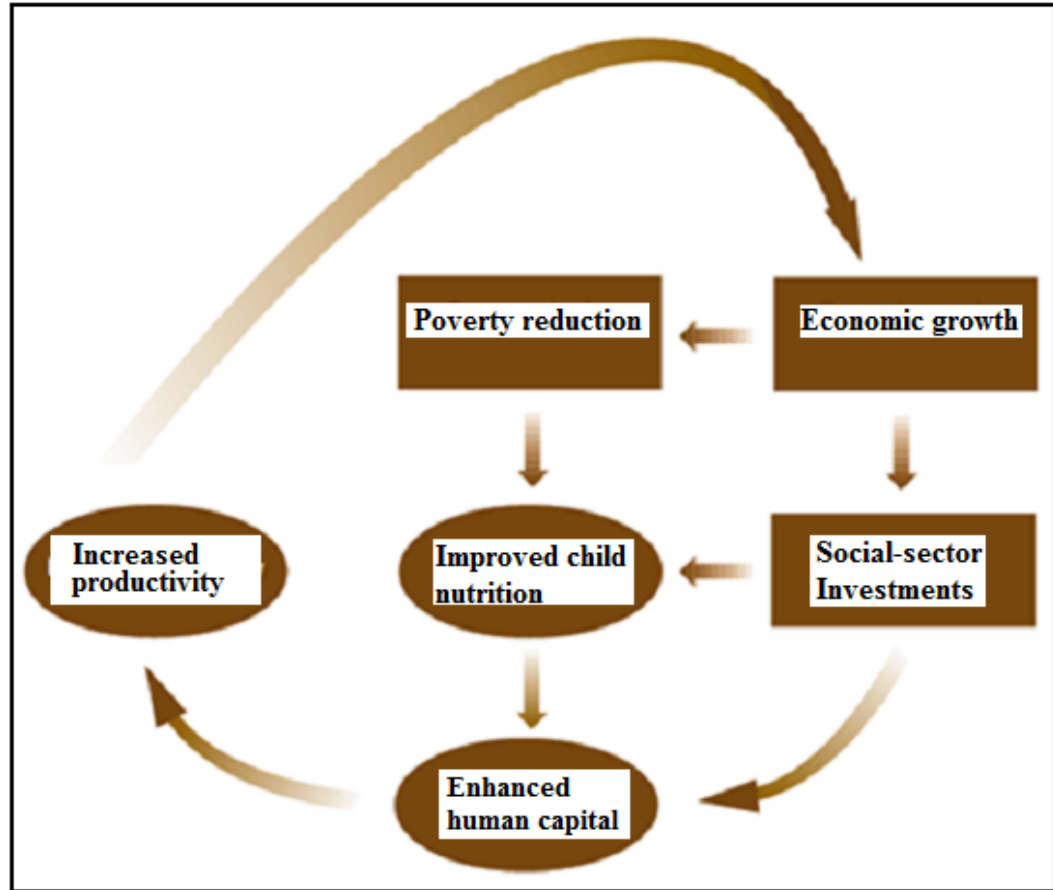 Poverty reduction
Economic growth
Increased
productivity
Improved child
nutrition
Social-sector
Investments
Enhanced
human capital